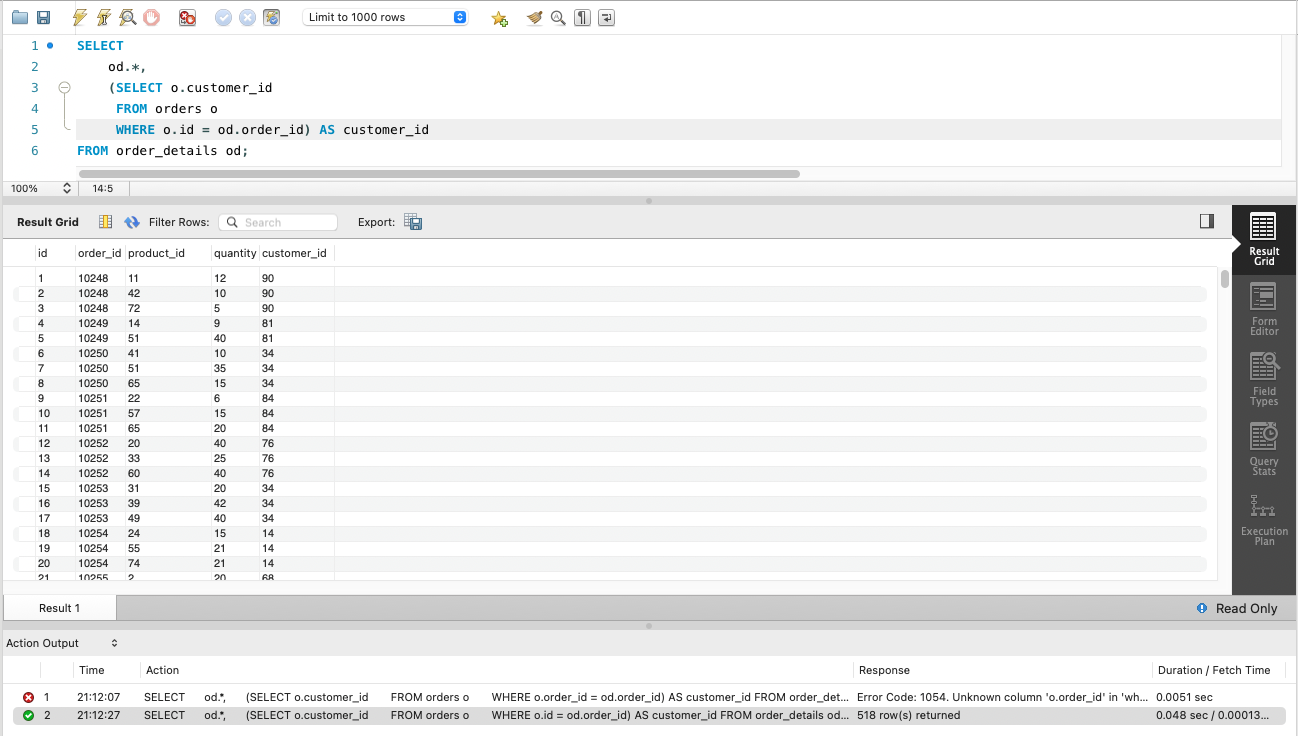 Limit to 1000 rows
1 SELECT
2 od.*,
3 (SELECT o.customer_id
4 FROM orders o
5 WHERE o.id = od.order_id) AS customer_id
6 FROM order_details od;
100% 14:5
Result Grid Filter Rows: Search Export:
id order_id product_id quantity customer_id
1 10248 11 12 90
2 10248 42 10 90
3 10248 72 5 90
4 10249 14 9 81
5 10249 51 40 81
6 10250 41 10 34
7 10250 51 35 34
8 10250 65 15 34
9 10251 22 6 84
10 10251 57 15 84
11 10251 65 20 84
12 10252 20 40 76
13 10252 33 25 76
14 10252 60 40 76
15 10253 31 20 34
16 10253 39 42 34
17 10253 49 40 34
18 10254 24 15 14
19 10254 55 21 14
20 10254 74 21 14
21 10255 2 20 68
Result
Grid
Form
Editor
Field
Types
Query
Stats
Execution
Plan
Result 1 Read Only
Action Output
Time Action Response Duration / Fetch Time
1 21:12:07 SELECT od.*, (SELECT o.customer_id FROM orders o WHERE o.order_id = od.order_id) AS customer_id FROM order_det... Error Code: 1054. Unknown column 'o.order_id' in 'wh... 0.0051 sec
2 21:12:27 SELECT od.*, (SELECT o.customer_id FROM orders o WHERE o.id = od.order_id) AS customer_id FROM order_details od... 518 row(s) returned 0.048 sec / 0.00013...